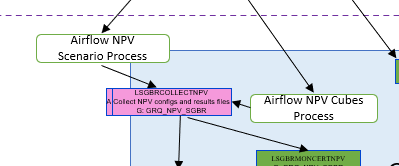 Airflow NPV
Scenario Process
LSGBRCOLLECTNPV
A Collect NPV configs and results files
G: GRQ_NPV_SGBR
Airflow NPV Cubes
Process
LSGBRMONCERTNPV